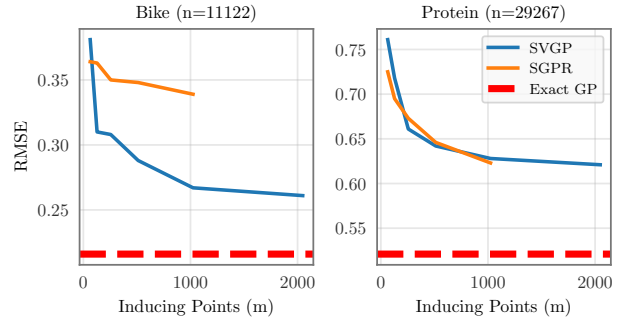 Bike (n=11122)
RMSE
0.35
0.30
0.25
0
1000
2000
Inducing Points (m)
Protein (n=29267)
0.75
0.70
0.65
0.60
0.55
SVGP
SGPR
Exact GP
0
1000
2000
Inducing Points (m)